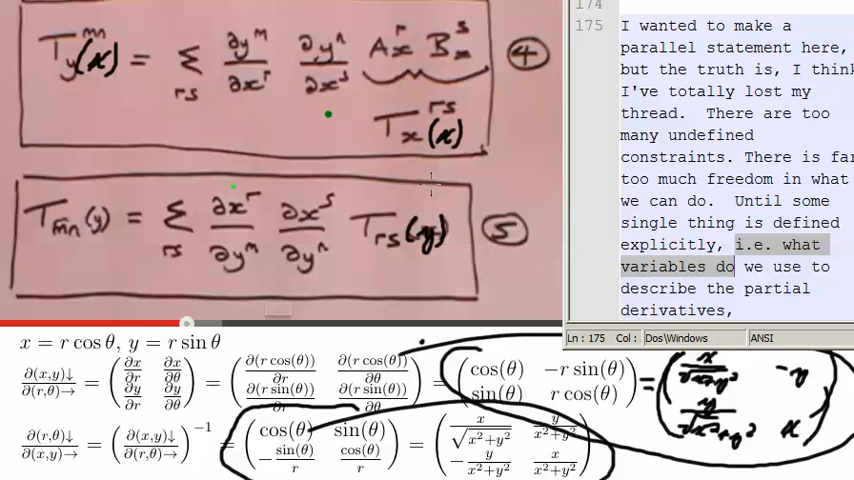 T_y^{mn}(x) = Σ_{rs} ∂y^m/∂x^r ∂y^n/∂x^s A_x^r B_x^s ④
T_x^{rs}(x)
T_{mn}(y) = Σ_{rs} ∂x^r/∂y^m ∂x^s/∂y^n T_{rs}(y) ⑤
174
175 I wanted to make a
parallel statement here,
but the truth is, I think
I've totally lost my
thread. There are too
many undefined
constraints. There is far
too much freedom in what
we can do. Until some
single thing is defined
explicitly, i.e. what
variables do we use to
describe the partial
derivatives,
Ln : 175 Col : Dos\Windows ANSI
x = r cos θ, y = r sin θ
∂(x,y)↓/∂(r,θ)→ = (∂x/∂r ∂x/∂θ; ∂y/∂r ∂y/∂θ) = (∂(r cos(θ))/∂r ∂(r cos(θ))/∂θ; ∂(r sin(θ))/∂r ∂(r sin(θ))/∂θ) = (cos(θ) −r sin(θ); sin(θ) r cos(θ)) = (x/√x²+y² −y; y/√x²+y² x)
∂(r,θ)↓/∂(x,y)→ = (∂(x,y)↓/∂(r,θ)→)^{−1} = (cos(θ) sin(θ); −sin(θ)/r cos(θ)/r) = (x/√x²+y² y/x²+y²; −y/x²+y² x/x²+y²)